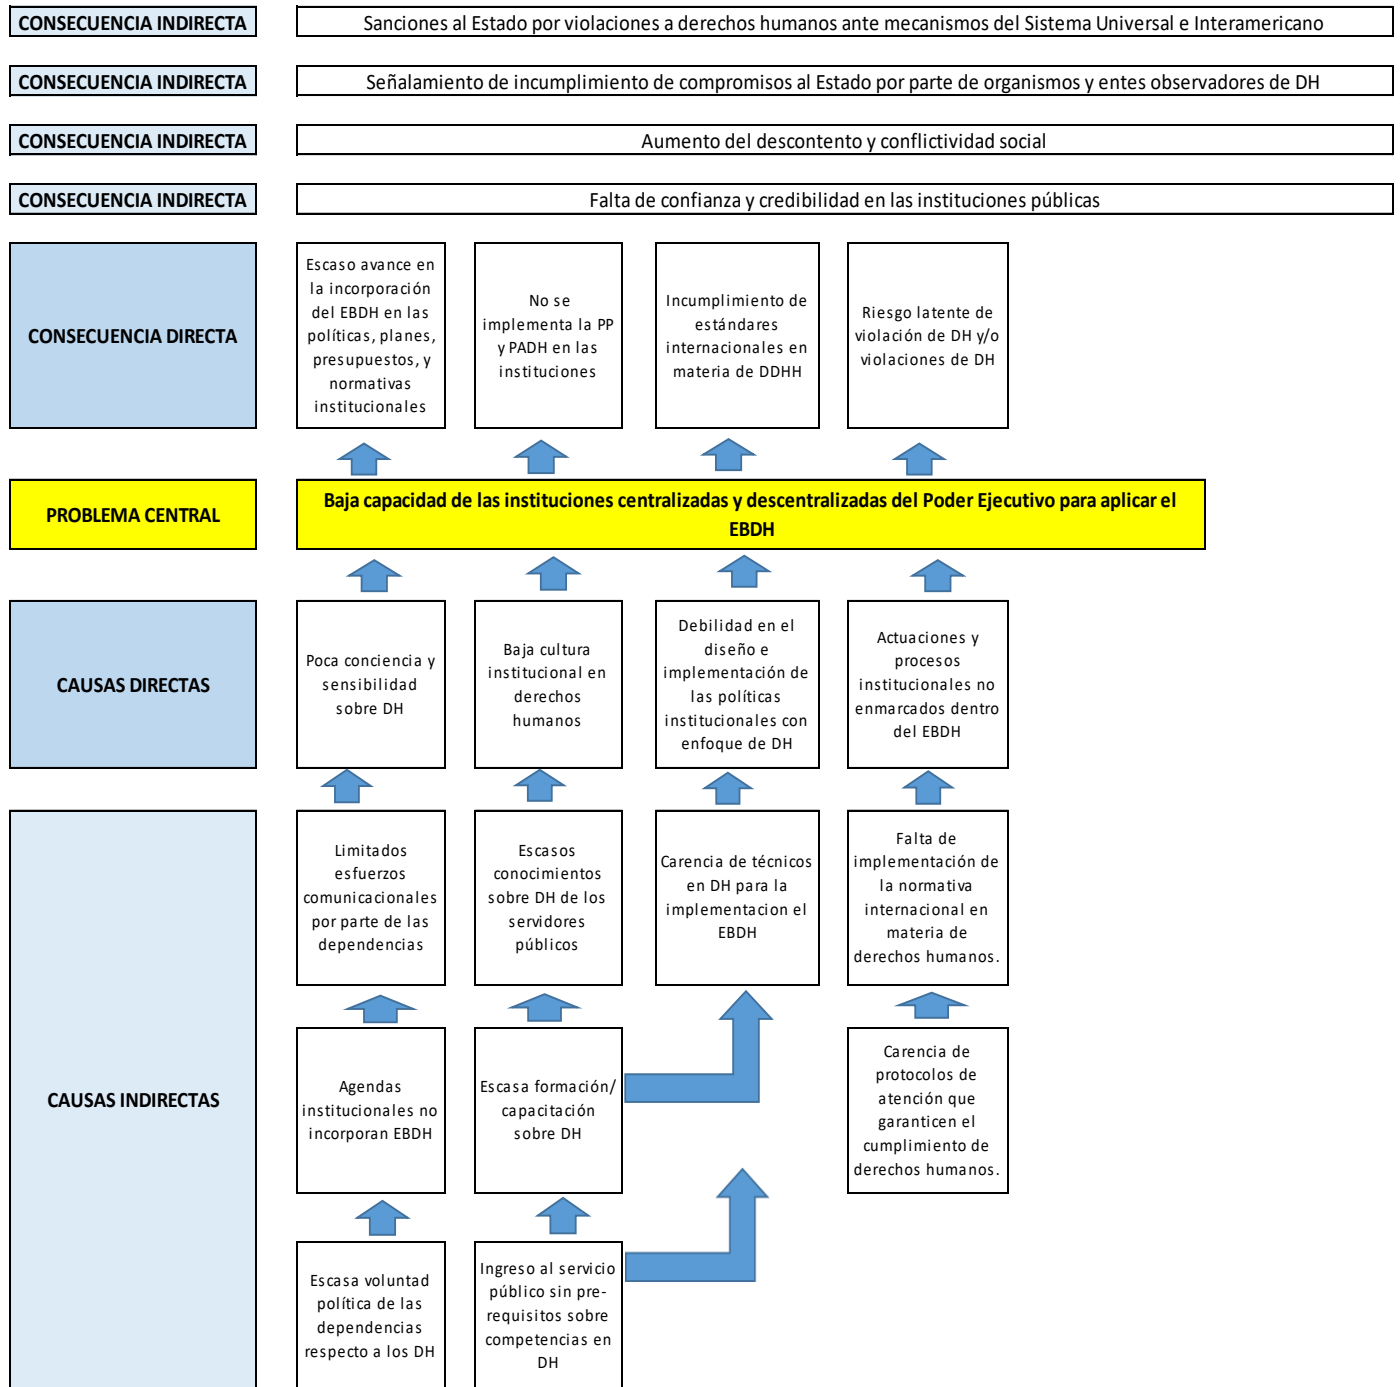 CONSECUENCIA INDIRECTA
Sanciones al Estado por violaciones a derechos humanos ante mecanismos del Sistema Universal e Interamericano
CONSECUENCIA INDIRECTA
Señalamiento de incumplimiento de compromisos al Estado por parte de organismos y entes observadores de DH
CONSECUENCIA INDIRECTA
Aumento del descontento y conflictividad social
CONSECUENCIA INDIRECTA
Falta de confianza y credibilidad en las instituciones públicas
CONSECUENCIA DIRECTA
Escaso avance en
la incorporación
del EBDH en las
políticas, planes,
presupuestos, y
normativas
institucionales
No se
implementa la PP
y PADH en las
instituciones
Incumplimiento de
estándares
internacionales en
materia de DDHH
Riesgo latente de
violación de DH y/o
violaciones de DH
PROBLEMA CENTRAL
Baja capacidad de las instituciones centralizadas y descentralizadas del Poder Ejecutivo para aplicar el
EBDH
CAUSAS DIRECTAS
Poca conciencia y
sensibilidad
sobre DH
Baja cultura
institucional en
derechos
humanos
Debilidad en el
diseño e
implementación de
las políticas
institucionales con
enfoque de DH
Actuaciones y
procesos
institucionales no
enmarcados dentro
del EBDH
CAUSAS INDIRECTAS
Limitados
esfuerzos
comunicacionales
por parte de las
dependencias
Escasos
conocimientos
sobre DH de los
servidores
públicos
Carencia de técnicos
en DH para la
implementacion el
EBDH
Falta de
implementación de
la normativa
internacional en
materia de
derechos humanos.
Agendas
institucionales no
incorporan EBDH
Escasa formación/
capacitación
sobre DH
Carencia de
protocolos de
atención que
garanticen el
cumplimiento de
derechos humanos.
Escasa voluntad
política de las
dependencias
respecto a los DH
Ingreso al servicio
público sin pre-
requisitos sobre
competencias en
DH